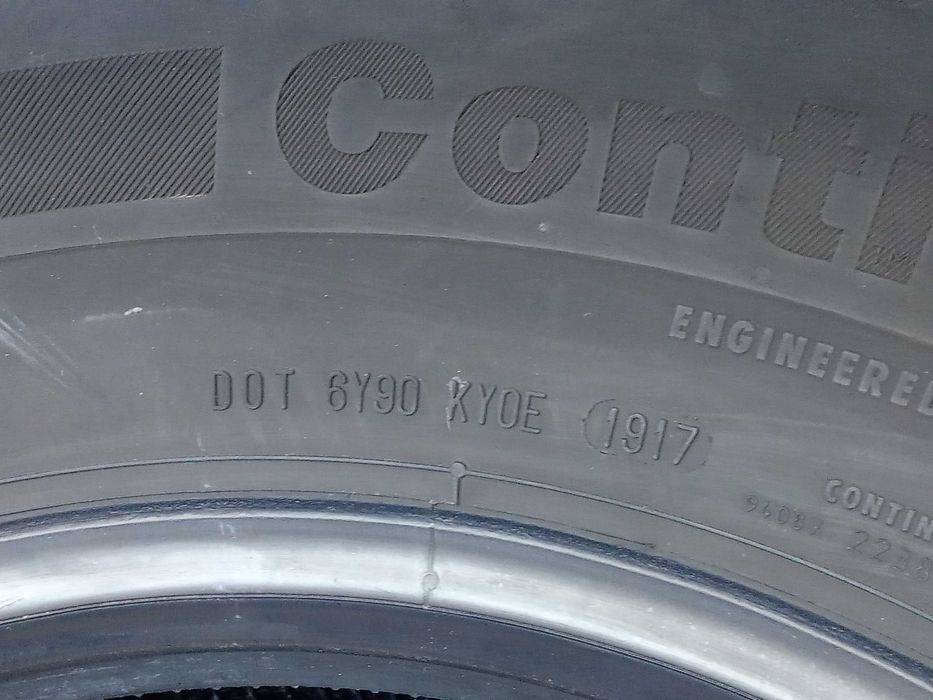 Conti
ENGINEERED
DOT 6Y90 KY0E 1917
CONTIN